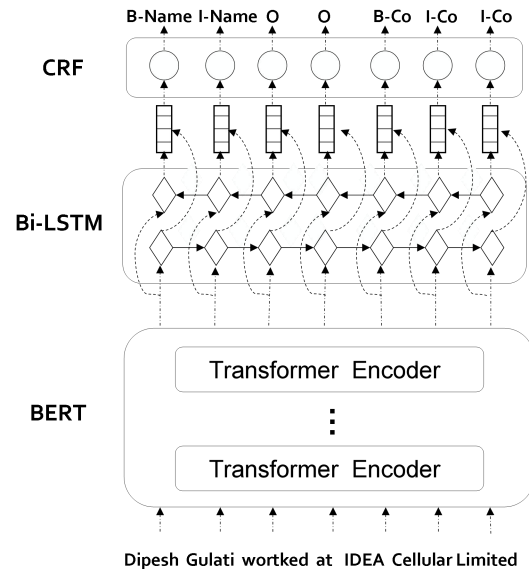 B-Name I-Name O O B-Co I-Co I-Co
CRF
Bi-LSTM
BERT
Transformer Encoder
Transformer Encoder
Dipesh Gulati wortked at IDEA Cellular Limited